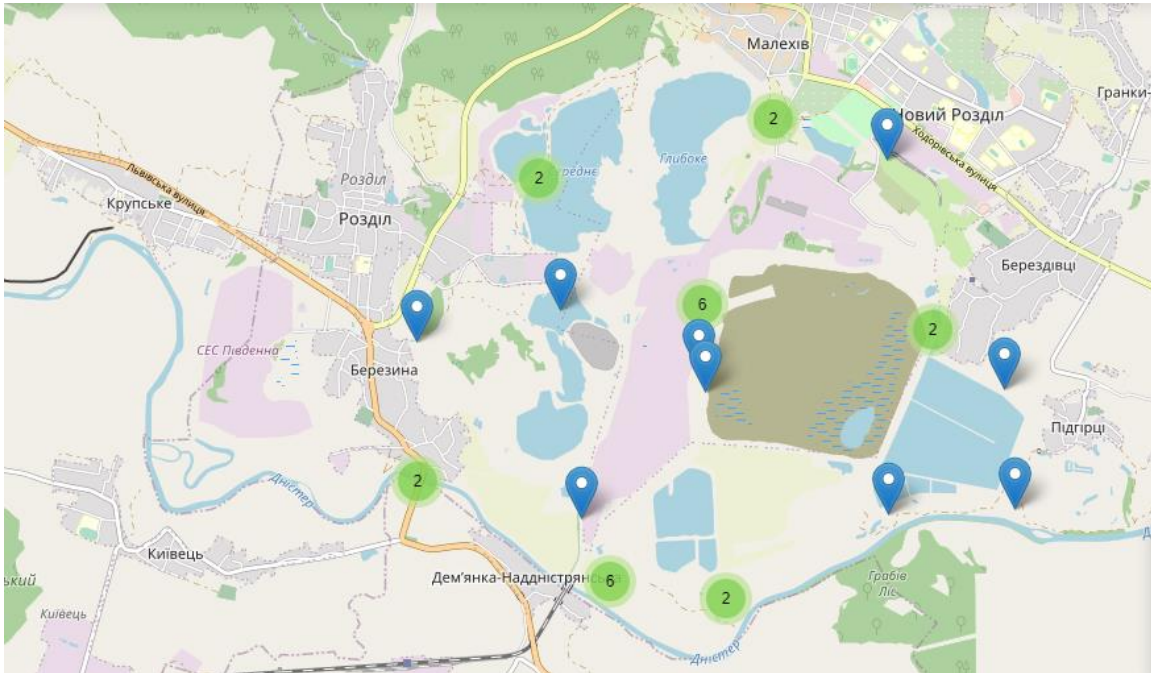 Малехів
Гранки-
2
Новий Розділ
Ходорівська вулиця
Глибоке
Львівська вулиця
Розділ
2
Крупське
Розділ
Берездівці
6
2
СЕС Південна
Березина
Підгірці
2
Дністер
Київець
Дем'янка-Наддністрянська
6
2
Грабів
Ліс
Київець
Дністер